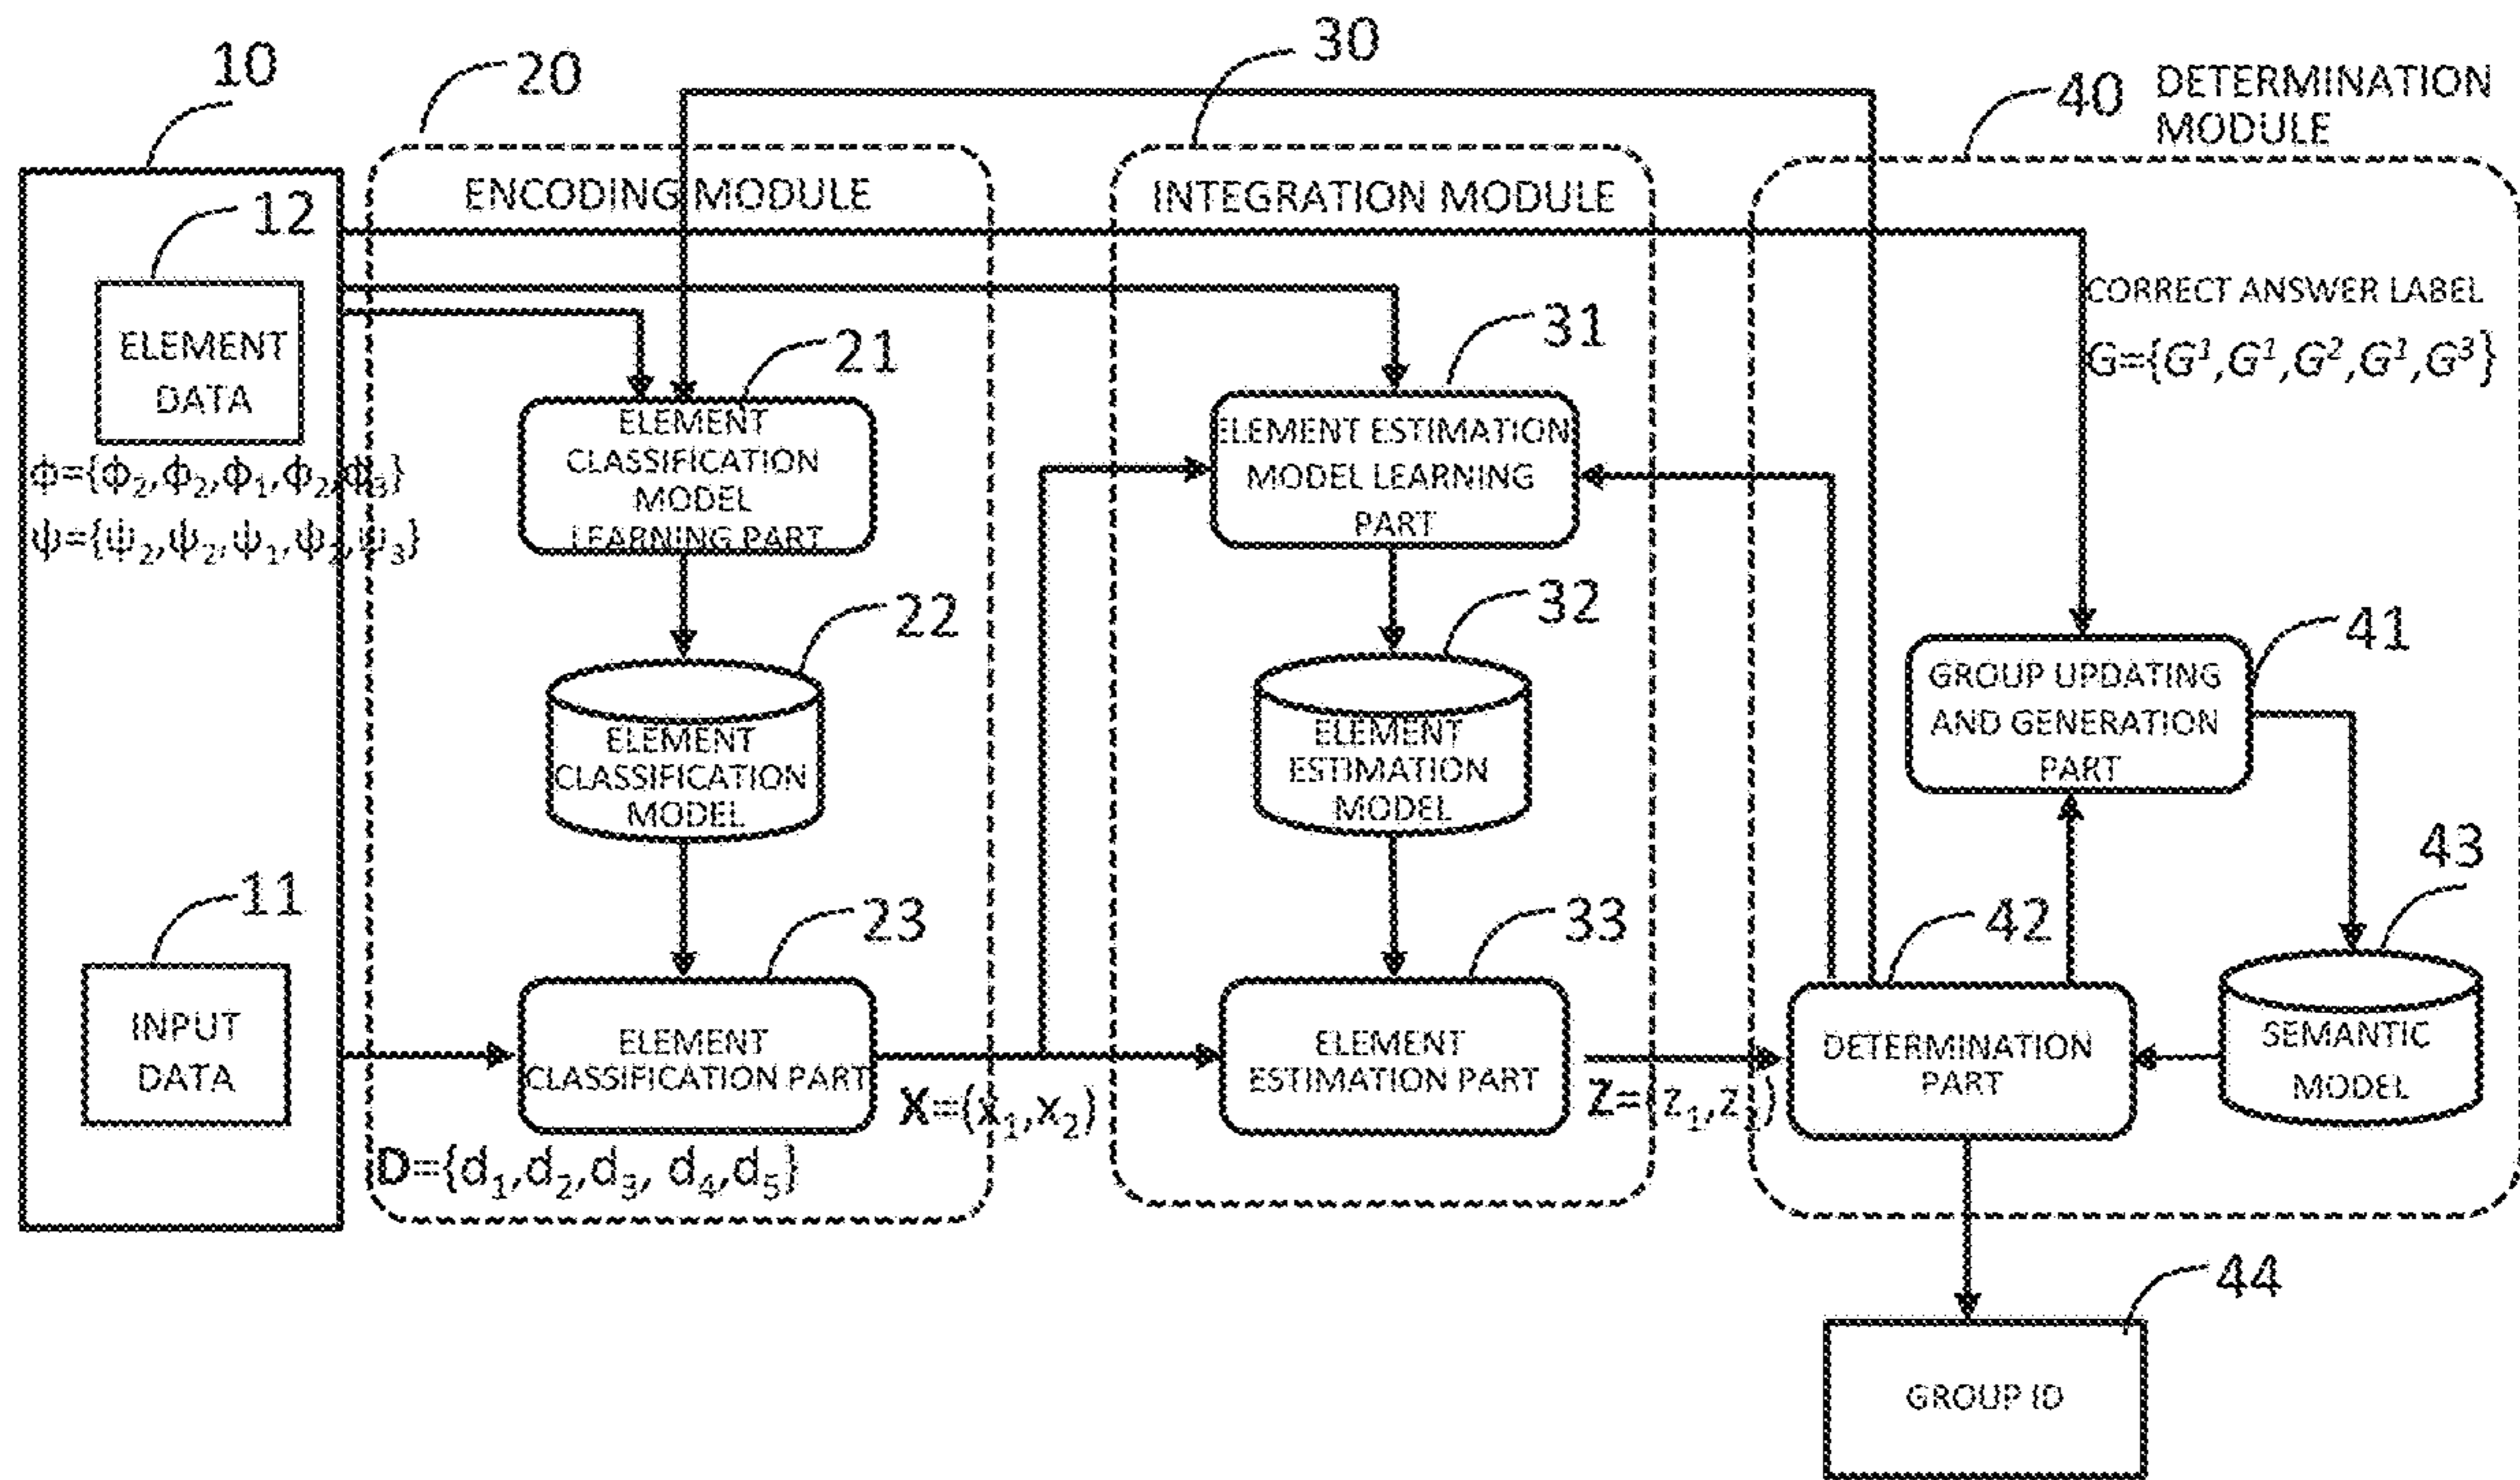 10
20
30
40
DETERMINATION
MODULE
ENCODING MODULE
INTEGRATION MODULE
12
ELEMENT
DATA
ϕ={ϕ₂,ϕ₂,ϕ₁,ϕ₂,ϕ₃}
ψ={ψ₂,ψ₂,ψ₁,ψ₂,ψ₃}
11
INPUT
DATA
21
ELEMENT
CLASSIFICATION
MODEL
LEARNING PART
22
ELEMENT
CLASSIFICATION
MODEL
23
ELEMENT
CLASSIFICATION PART
D={d₁,d₂,d₃, d₄,d₅}
X=(x₁,x₂)
31
ELEMENT ESTIMATION
MODEL LEARNING
PART
32
ELEMENT
ESTIMATION
MODEL
33
ELEMENT
ESTIMATION PART
Z=(z₁,z₂)
CORRECT ANSWER LABEL
G={G¹,G¹,G²,G¹,G³}
41
GROUP UPDATING
AND GENERATION
PART
42
DETERMINATION
PART
43
SEMANTIC
MODEL
44
GROUP ID